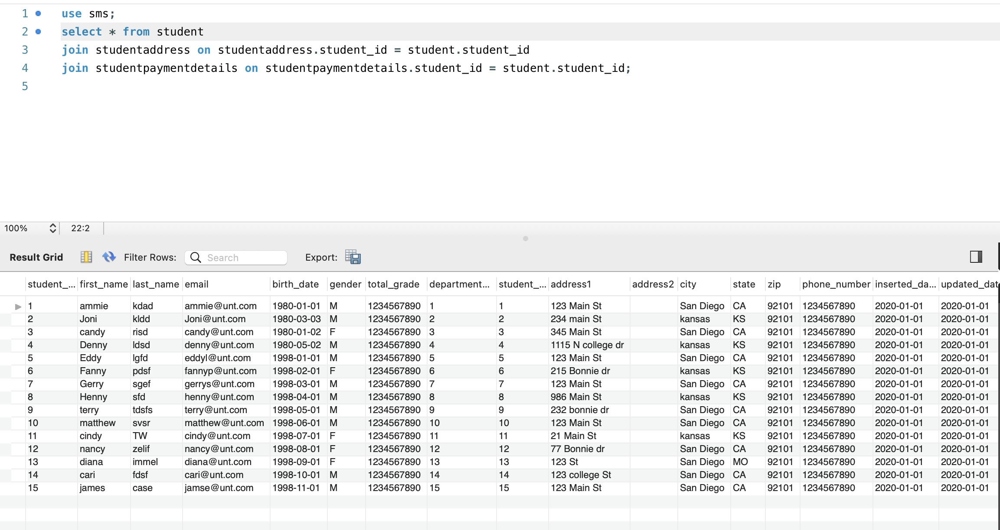 1 use sms;
2 select * from student
3 join studentaddress on studentaddress.student_id = student.student_id
4 join studentpaymentdetails on studentpaymentdetails.student_id = student.student_id;
5
100% 22:2
Result Grid Filter Rows: Search Export:
student_... first_name last_name email birth_date gender total_grade department... student_... address1 address2 city state zip phone_number inserted_da... updated_dat
1 ammie kdad ammie@unt.com 1980-01-01 M 1234567890 1 1 123 Main St San Diego CA 92101 1234567890 2020-01-01 2020-01-01
2 Joni kldd Joni@unt.com 1980-03-03 M 1234567890 2 2 234 main St kansas KS 92101 1234567890 2020-01-01 2020-01-01
3 candy risd candy@unt.com 1980-01-02 F 1234567890 3 3 345 Main St San Diego CA 92101 1234567890 2020-01-01 2020-01-01
4 Denny ldsd denny@unt.com 1980-05-02 M 1234567890 4 4 1115 N college dr kansas KS 92101 1234567890 2020-01-01 2020-01-01
5 Eddy lgfd eddyl@unt.com 1998-01-01 M 1234567890 5 5 123 Main St San Diego CA 92101 1234567890 2020-01-01 2020-01-01
6 Fanny pdsf fannyp@unt.com 1998-02-01 F 1234567890 6 6 215 Bonnie dr kansas KS 92101 1234567890 2020-01-01 2020-01-01
7 Gerry sgef gerrys@unt.com 1998-03-01 M 1234567890 7 7 123 Main St San Diego CA 92101 1234567890 2020-01-01 2020-01-01
8 Henny sfd henny@unt.com 1998-04-01 M 1234567890 8 8 986 Main St kansas KS 92101 1234567890 2020-01-01 2020-01-01
9 terry tdsfs terry@unt.com 1998-05-01 M 1234567890 9 9 232 bonnie dr San Diego CA 92101 1234567890 2020-01-01 2020-01-01
10 matthew svsr matthew@unt.com 1998-06-01 M 1234567890 10 10 123 Main St San Diego CA 92101 1234567890 2020-01-01 2020-01-01
11 cindy TW cindy@unt.com 1998-07-01 F 1234567890 11 11 21 Main St kansas KS 92101 1234567890 2020-01-01 2020-01-01
12 nancy zelif nancy@unt.com 1998-08-01 F 1234567890 12 12 77 Bonnie dr San Diego CA 92101 1234567890 2020-01-01 2020-01-01
13 diana immel diana@unt.com 1998-09-01 F 1234567890 13 13 123 St San Diego MO 92101 1234567890 2020-01-01 2020-01-01
14 cari fdsf cari@unt.com 1998-10-01 M 1234567890 14 14 123 college St San Diego CA 92101 1234567890 2020-01-01 2020-01-01
15 james case jamse@unt.com 1998-11-01 M 1234567890 15 15 123 Main St San Diego CA 92101 1234567890 2020-01-01 2020-01-01